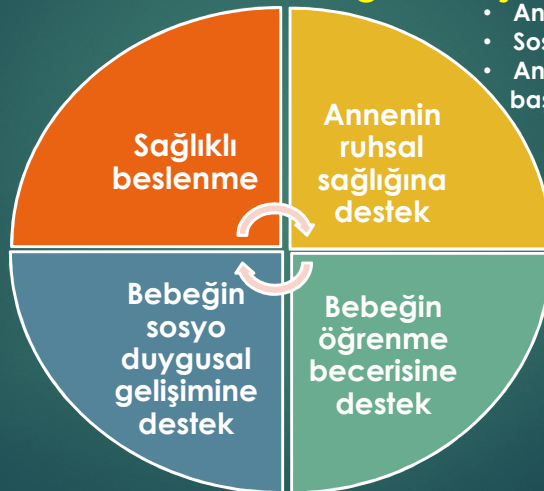 Sağlıklı
beslenme
Annenin
ruhsal
sağlığına
destek
Bebeğin
sosyo
duygusal
gelişimine
destek
Bebeğin
öğrenme
becerisine
destek